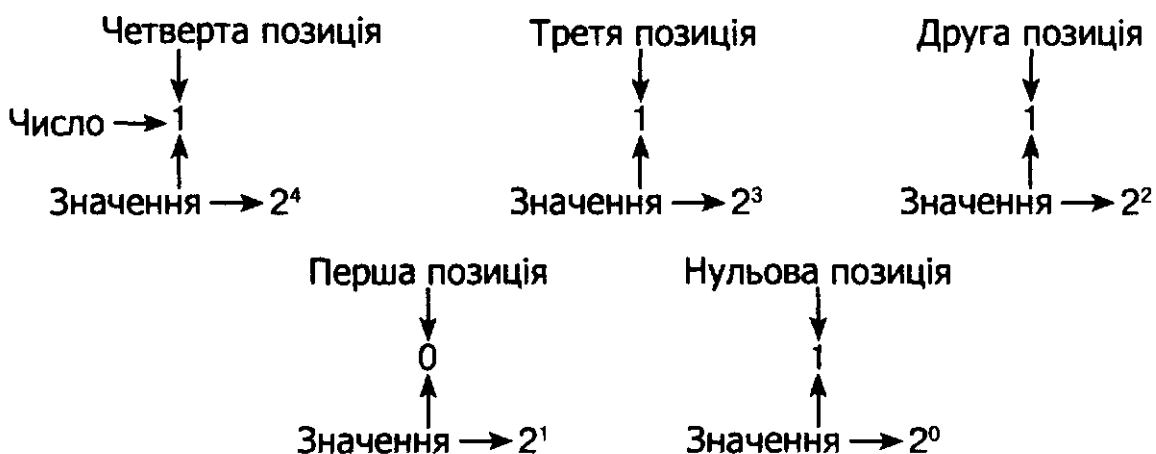 Четверта позиція Третя позиція Друга позиція
Число → 1 1 1
Значення → 2⁴ Значення → 2³ Значення → 2²
Перша позиція Нульова позиція
0 1
Значення → 2¹ Значення → 2⁰